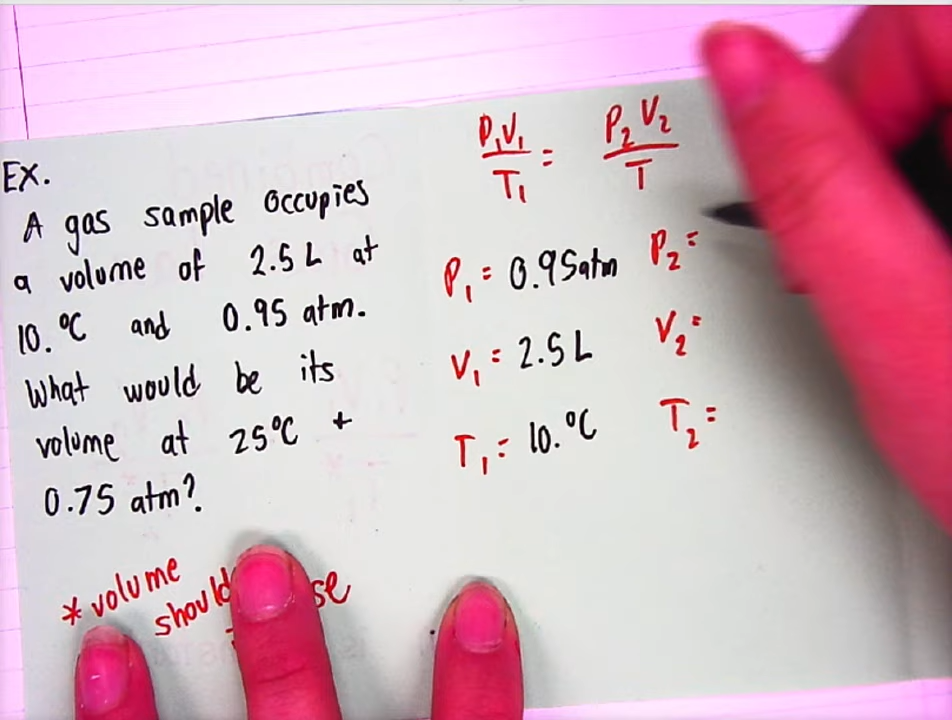 Ex.
A gas sample occupies
a volume of 2.5 L at
10. °C and 0.95 atm.
What would be its
volume at 25°C +
0.75 atm?
* volume
should
P₁V₁/T₁ = P₂V₂/T
P₁ = 0.95atm
V₁ = 2.5 L
T₁ = 10. °C
P₂ =
V₂ =
T₂ =